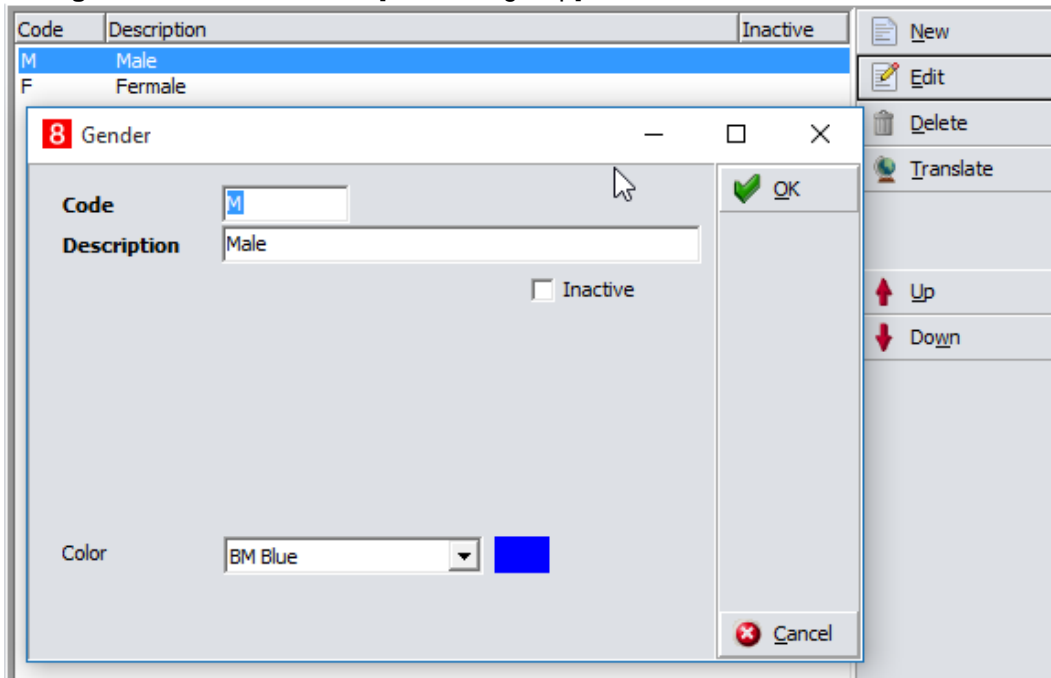 Code Description Inactive
M Male
F Fermale
New
Edit
Delete
Translate
Up
Down
8 Gender
Code M
Description Male
Inactive
Color BM Blue
OK
Cancel